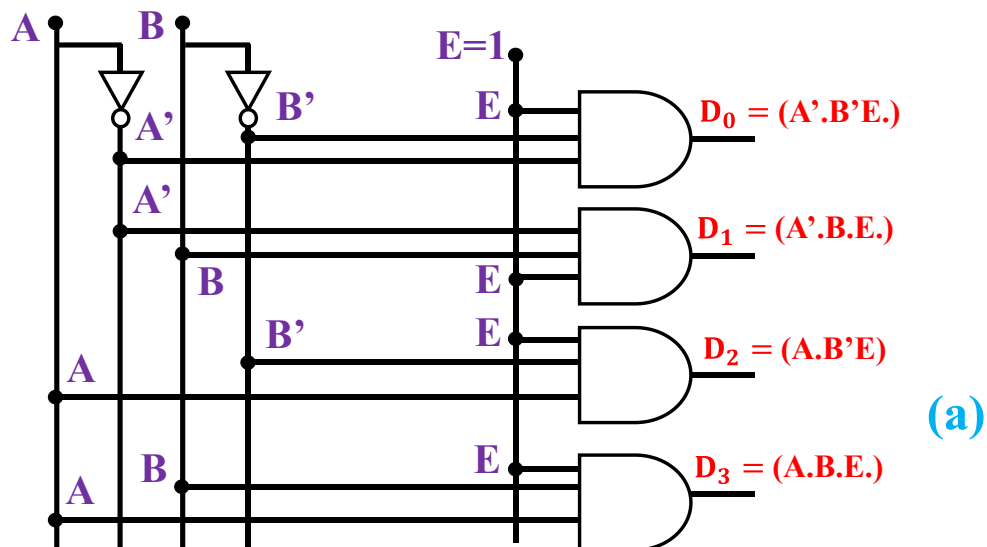 A
B
E=1
E
B’
D₀ = (A’.B’E.)
A’
A’
D₁ = (A’.B.E.)
B
E
E
B’
D₂ = (A.B’E)
A
(a)
E
B
D₃ = (A.B.E.)
A